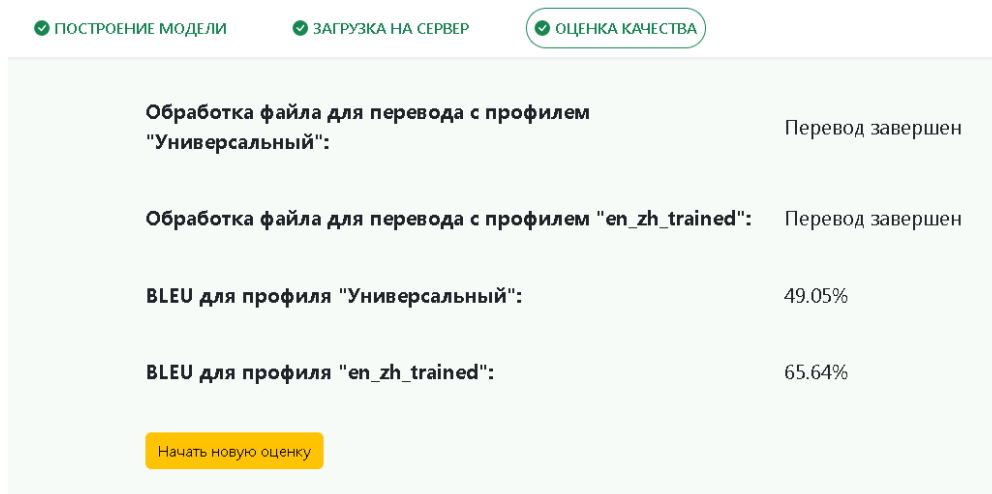 ПОСТРОЕНИЕ МОДЕЛИ ЗАГРУЗКА НА СЕРВЕР ОЦЕНКА КАЧЕСТВА
Обработка файла для перевода с профилем
"Универсальный":
Перевод завершен
Обработка файла для перевода с профилем "en_zh_trained": Перевод завершен
BLEU для профиля "Универсальный": 49.05%
BLEU для профиля "en_zh_trained": 65.64%
Начать новую оценку